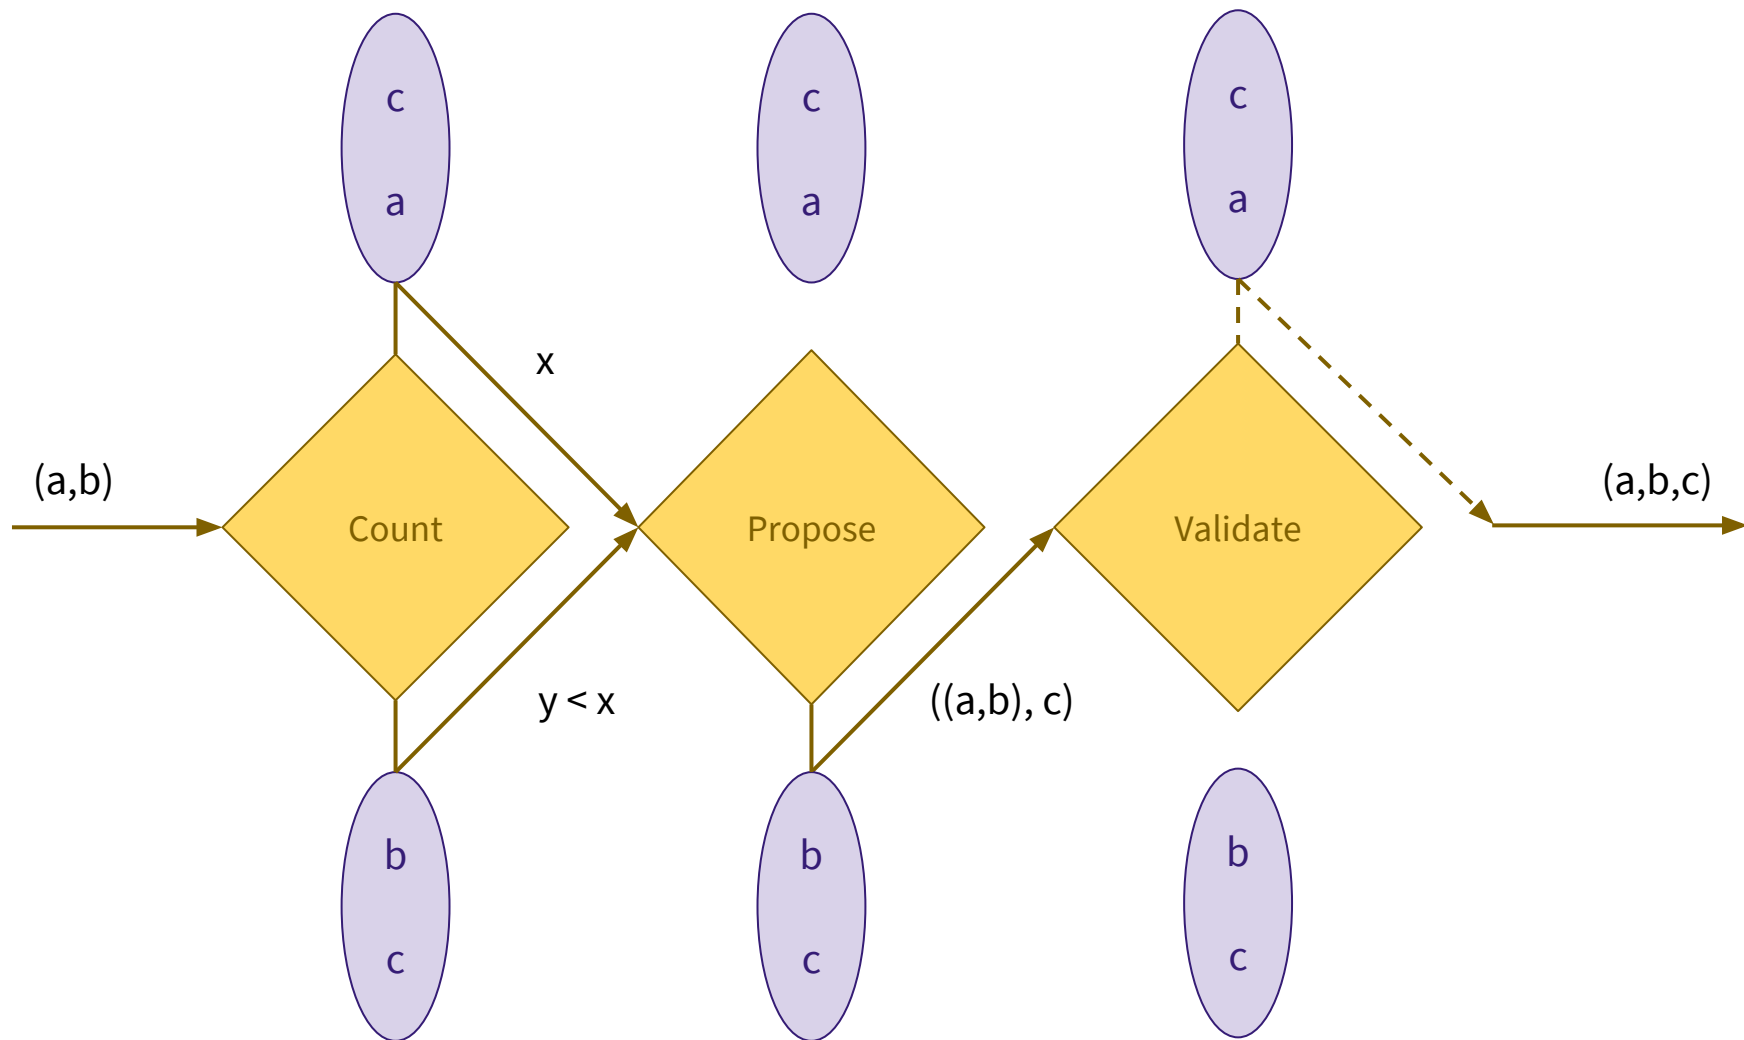 c
a
c
a
c
a
x
(a,b)
(a,b,c)
Count
Propose
Validate
y < x
((a,b), c)
b
c
b
c
b
c